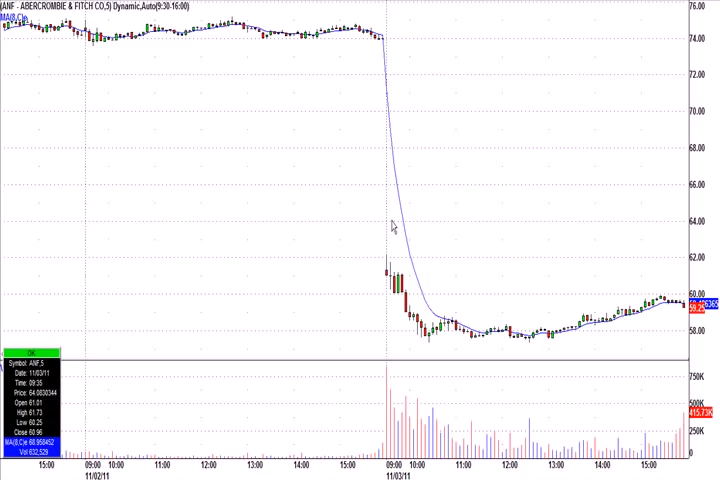 (ANF - ABERCROMBIE & FITCH CO,5) Dynamic,Auto(9:30-16:00)
MA(8,C)e
76.00
74.00
72.00
70.00
68.00
66.00
64.00
62.00
60.00
59.25
58.00
OK
Symbol: ANF,5
Date: 11/03/11
Time: 09:35
Price: 64.0830344
Open 61.01
High 61.73
Low 60.25
Close 60.96
MA(8,C)e 68.958452
Vol 632,529
750K
500K
415.73K
250K
0
15:00 09:00 10:00 11:00 12:00 13:00 14:00 15:00 09:00 10:00 11:00 12:00 13:00 14:00 15:00
11/02/11 11/03/11